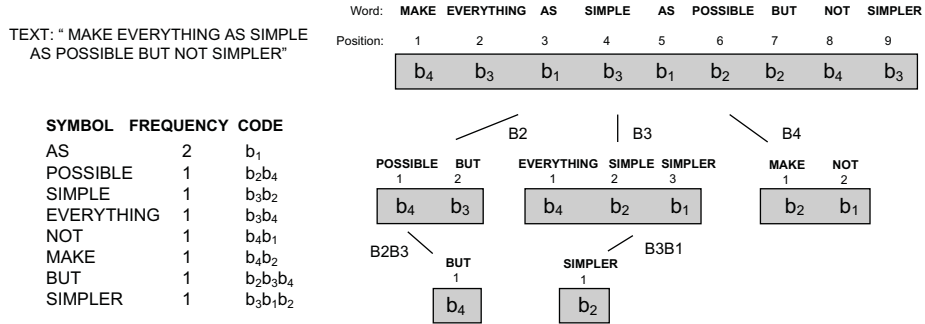 TEXT: “ MAKE EVERYTHING AS SIMPLE
AS POSSIBLE BUT NOT SIMPLER”
SYMBOL FREQUENCY CODE
AS 2 b1
POSSIBLE 1 b2b4
SIMPLE 1 b3b2
EVERYTHING 1 b3b4
NOT 1 b4b1
MAKE 1 b4b2
BUT 1 b2b3b4
SIMPLER 1 b3b1b2
Word: MAKE EVERYTHING AS SIMPLE AS POSSIBLE BUT NOT SIMPLER
Position: 1 2 3 4 5 6 7 8 9
b4 b3 b1 b3 b1 b2 b2 b4 b3
B2 B3 B4
POSSIBLE BUT
1 2
b4 b3
EVERYTHING SIMPLE SIMPLER
1 2 3
b4 b2 b1
MAKE NOT
1 2
b2 b1
B2B3 B3B1
BUT
1
b4
SIMPLER
1
b2